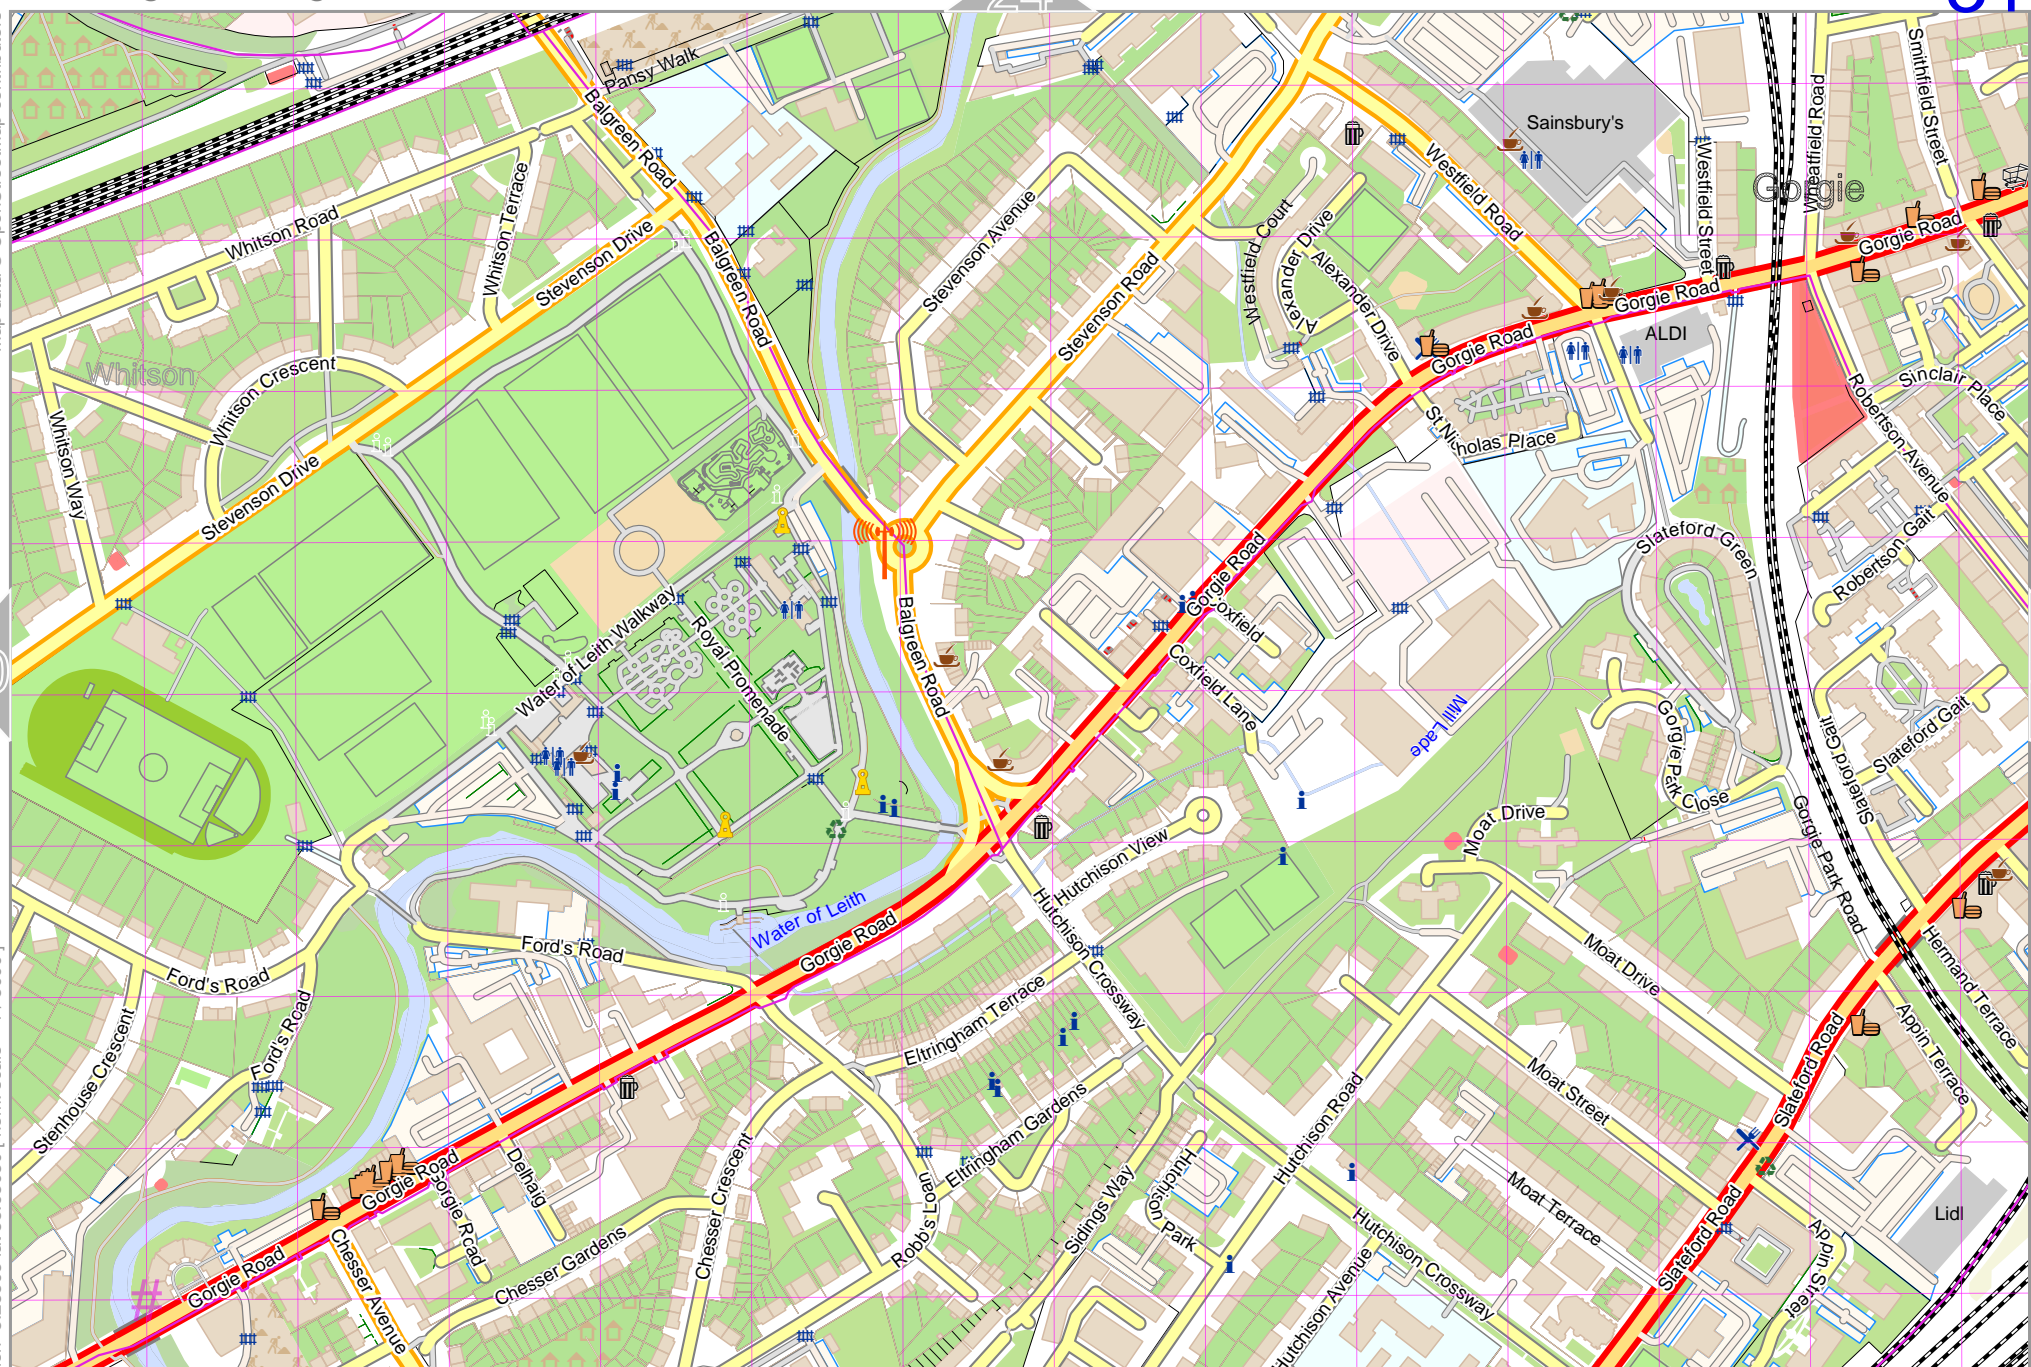 24
Pansy Walk
Balgreen Road
Smithfield Street
Wheatfield Road
Sainsbury's
Westfield Road
Westfield Street
Gorgie
Whitson Road
Whitson Terrace
Stevenson Drive
Balgreen Road
Stevenson Avenue
Stevenson Road
Westfield Court
Alexander Drive
Alexander Drive
Gorgie Road
Gorgie Road
Gorgie Road
ALDI
Whitson
Whitson Crescent
Whitson Way
Stevenson Drive
St Nicholas Place
Sinclair Place
Robertson Avenue
Robertson Gait
Slateford Green
Gorgie Road
Coxfield
Coxfield Lane
Water of Leith Walkway
Royal Promenade
Balgreen Road
Mill Lade
Gorgie Park Close
Slateford Gait
Slateford Gait
Moat Drive
Gorgie Park Road
Hutchison View
Hutchison Crossway
Water of Leith
Gorgie Road
Ford's Road
Ford's Road
Ford's Road
Stenhouse Crescent
Eltringham Terrace
Eltringham Gardens
Moat Drive
Hermand Terrace
Appin Terrace
Slateford Road
Moat Street
Moat Terrace
Hutchison Road
Hutchison Park
Sidings Way
Robb's Loan
Chesser Crescent
Chesser Gardens
Delhaig
Gorgie Road
Gorgie Road
Gorgie Road
Chesser Avenue
Hutchison Avenue
Hutchison Crossway
Slateford Road
Appin Street
Lidl
#